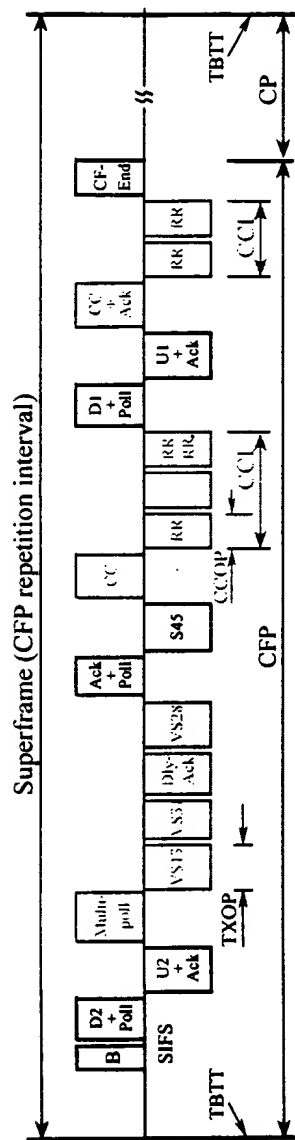 Superframe (CFP repetition interval)
B
D2
+
Poll
Multi-
poll
Ack
+
Poll
CC
D1
+
Poll
CC
+
Ack
CF-
End
SIFS
U2
+
Ack
VS13
Dly-
Ack
VS28
S45
RR
RR
RR
U1
+
Ack
RR
RR
TXOP
CCOP
CCI
CCI
TBTT
CFP
CP
TBTT